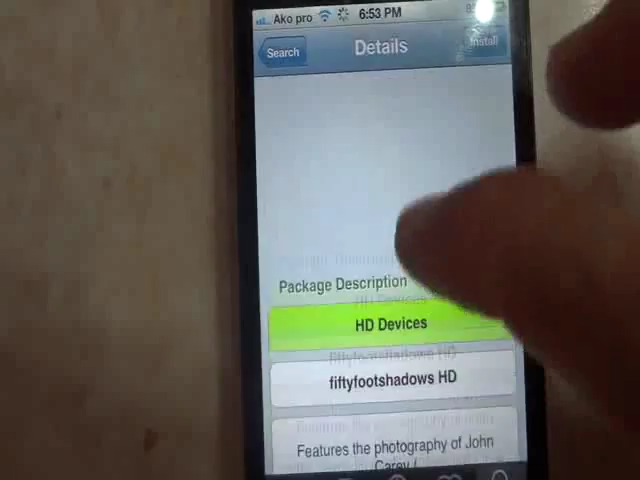 Ako pro 6:53 PM
Search Details Install
Package Description
HD Devices
fiftyfootshadows HD
Features the photography of John
Carey /